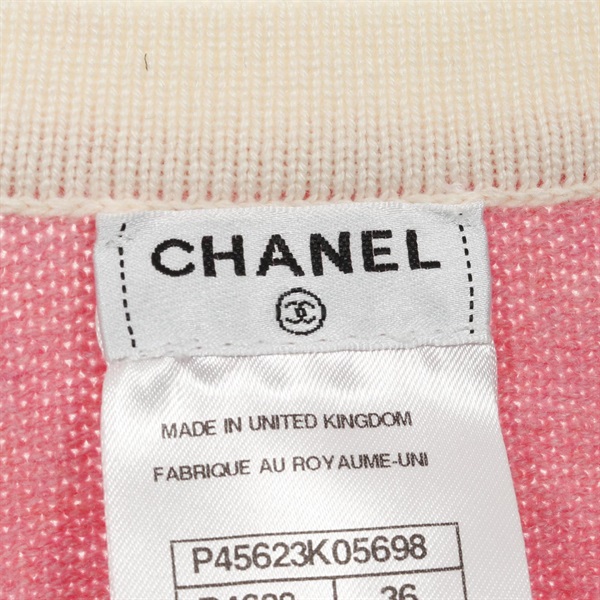 CHANEL
MADE IN UNITED KINGDOM
FABRIQUE AU ROYAUME-UNI
P45623K05698
36